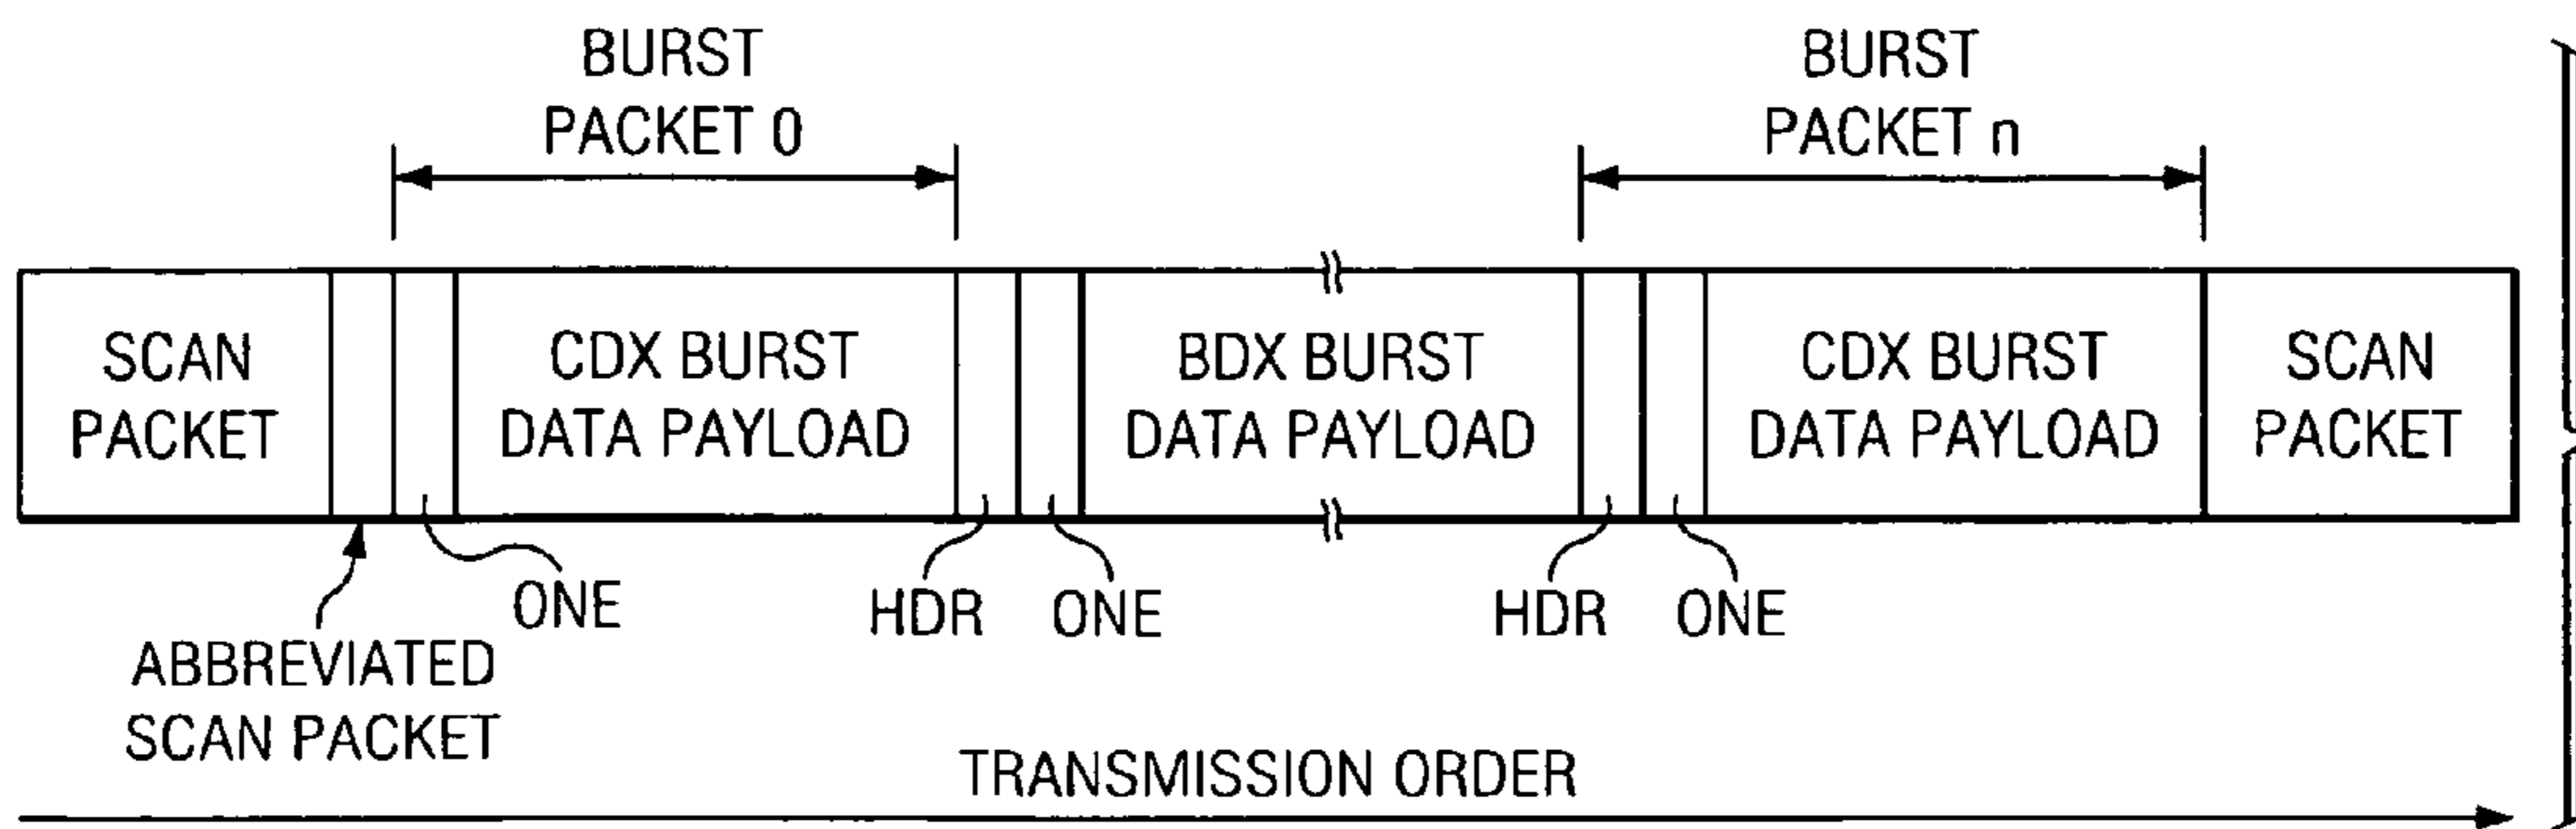 BURST
PACKET 0
BURST
PACKET n
SCAN
PACKET
CDX BURST
DATA PAYLOAD
BDX BURST
DATA PAYLOAD
CDX BURST
DATA PAYLOAD
SCAN
PACKET
ONE
HDR
ONE
HDR
ONE
ABBREVIATED
SCAN PACKET
TRANSMISSION ORDER